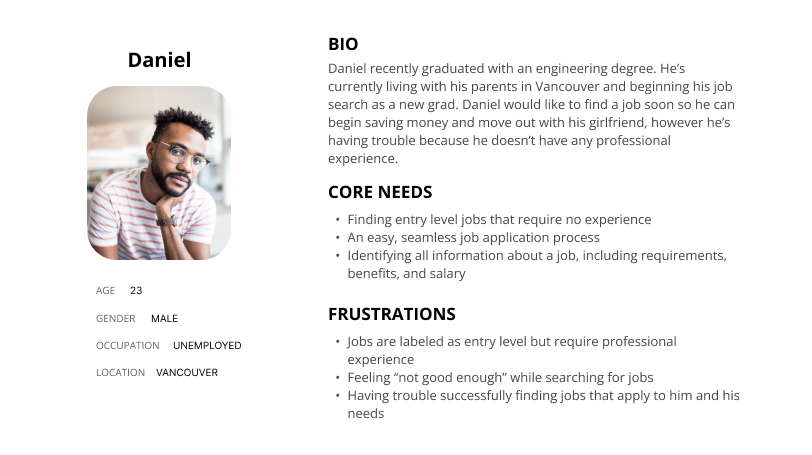 Daniel
AGE 23
GENDER MALE
OCCUPATION UNEMPLOYED
LOCATION VANCOUVER
BIO
Daniel recently graduated with an engineering degree. He’s
currently living with his parents in Vancouver and beginning his job
search as a new grad. Daniel would like to find a job soon so he can
begin saving money and move out with his girlfriend, however he’s
having trouble because he doesn’t have any professional
experience.
CORE NEEDS
• Finding entry level jobs that require no experience
• An easy, seamless job application process
• Identifying all information about a job, including requirements,
benefits, and salary
FRUSTRATIONS
• Jobs are labeled as entry level but require professional
experience
• Feeling “not good enough” while searching for jobs
• Having trouble successfully finding jobs that apply to him and his
needs